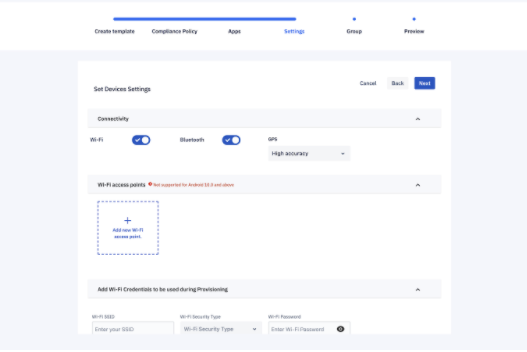 Create template Compliance Policy Apps Settings Group Preview
Set Devices Settings Cancel Back Next
Connectivity
Wi-Fi Bluetooth GPS
High accuracy
Wi-Fi access points Not supported for Android 10.0 and above
Add new Wi-Fi
access point.
Add Wi-Fi Credentials to be used during Provisioning
Wi-Fi SSID Wi-Fi Security Type Wi-Fi Password
Enter your SSID Wi-Fi Security Type Enter Wi-Fi Password